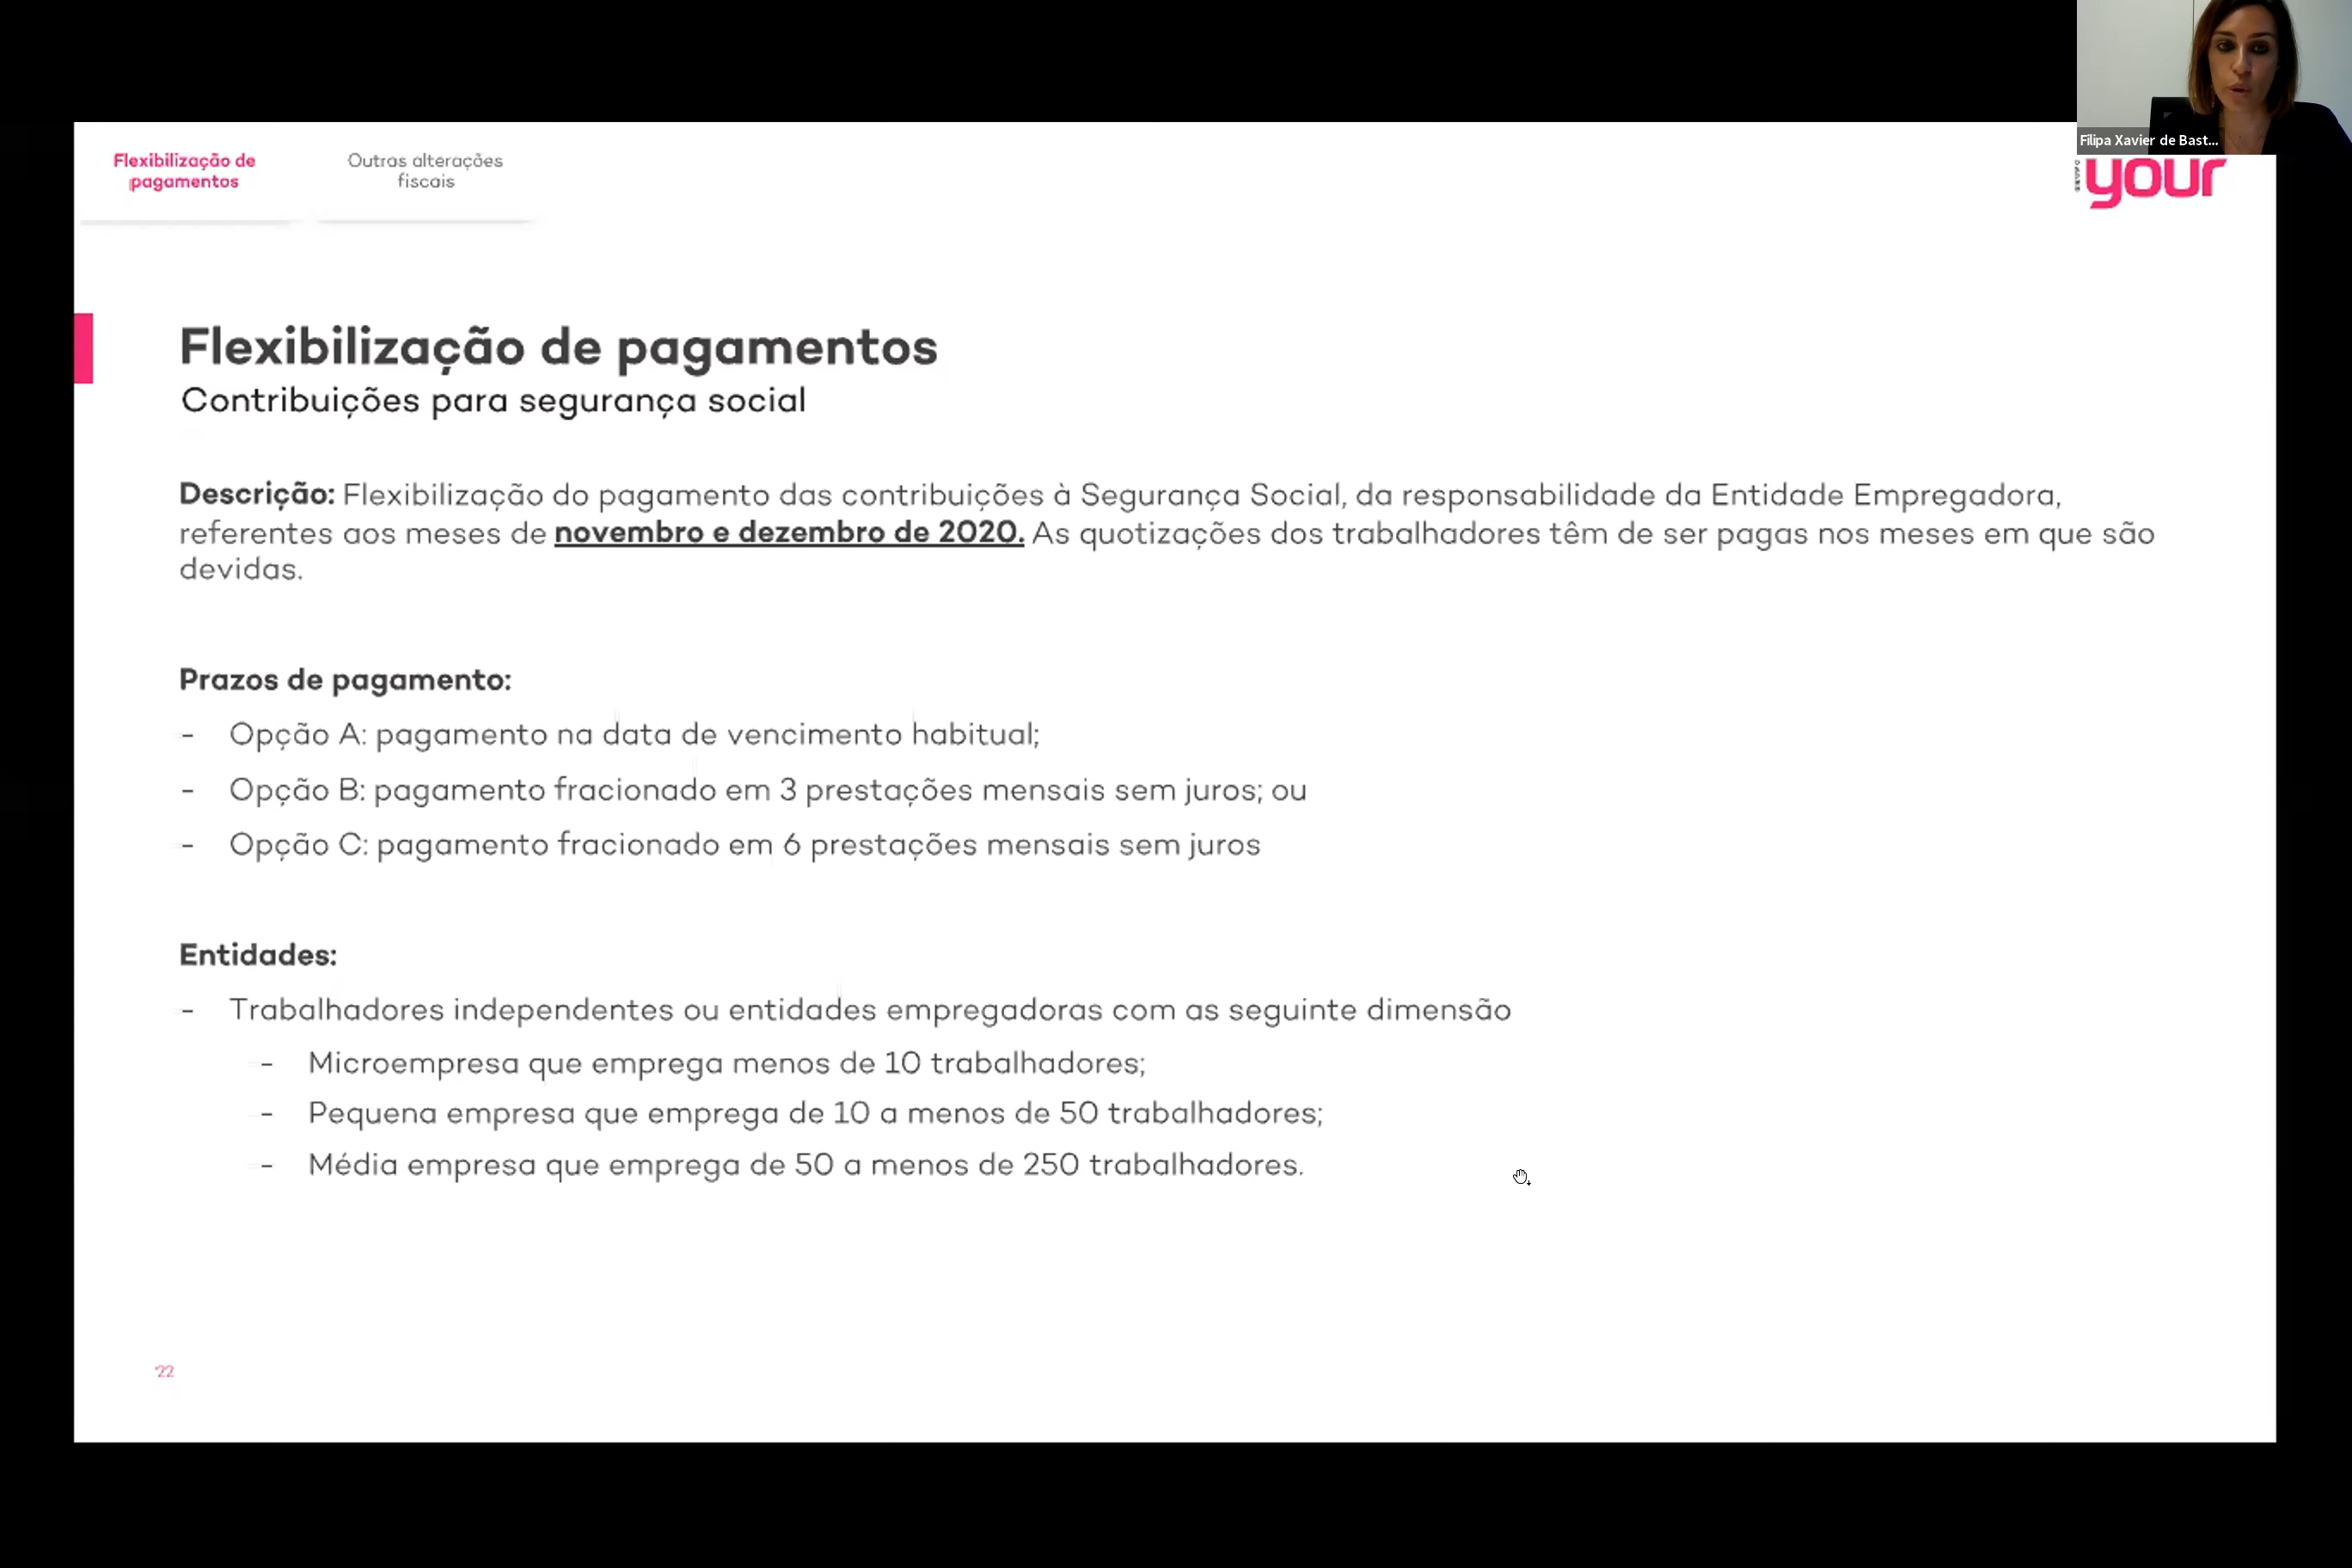 Filipa Xavier de Bast...
Flexibilização de
pagamentos
Outras alterações
fiscais
your
Flexibilização de pagamentos
Contribuições para segurança social
Descrição: Flexibilização do pagamento das contribuições à Segurança Social, da responsabilidade da Entidade Empregadora,
referentes aos meses de novembro e dezembro de 2020. As quotizações dos trabalhadores têm de ser pagas nos meses em que são
devidas.
Prazos de pagamento:
- Opção A: pagamento na data de vencimento habitual;
- Opção B: pagamento fracionado em 3 prestações mensais sem juros; ou
- Opção C: pagamento fracionado em 6 prestações mensais sem juros
Entidades:
- Trabalhadores independentes ou entidades empregadoras com as seguinte dimensão
- Microempresa que emprega menos de 10 trabalhadores;
- Pequena empresa que emprega de 10 a menos de 50 trabalhadores;
- Média empresa que emprega de 50 a menos de 250 trabalhadores.
22